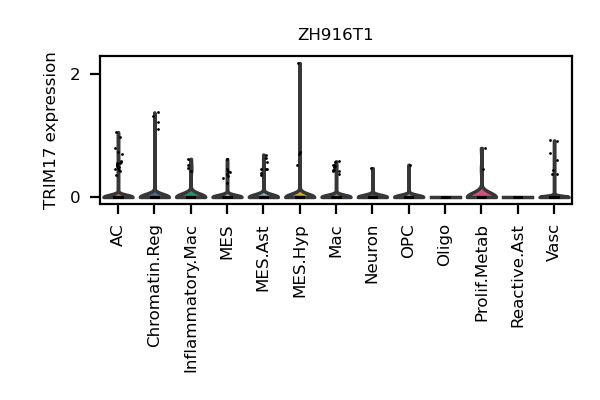 ZH916T1
TRIM17 expression
2
0
AC
Chromatin.Reg
Inflammatory.Mac
MES
MES.Ast
MES.Hyp
Mac
Neuron
OPC
Oligo
Prolif.Metab
Reactive.Ast
Vasc